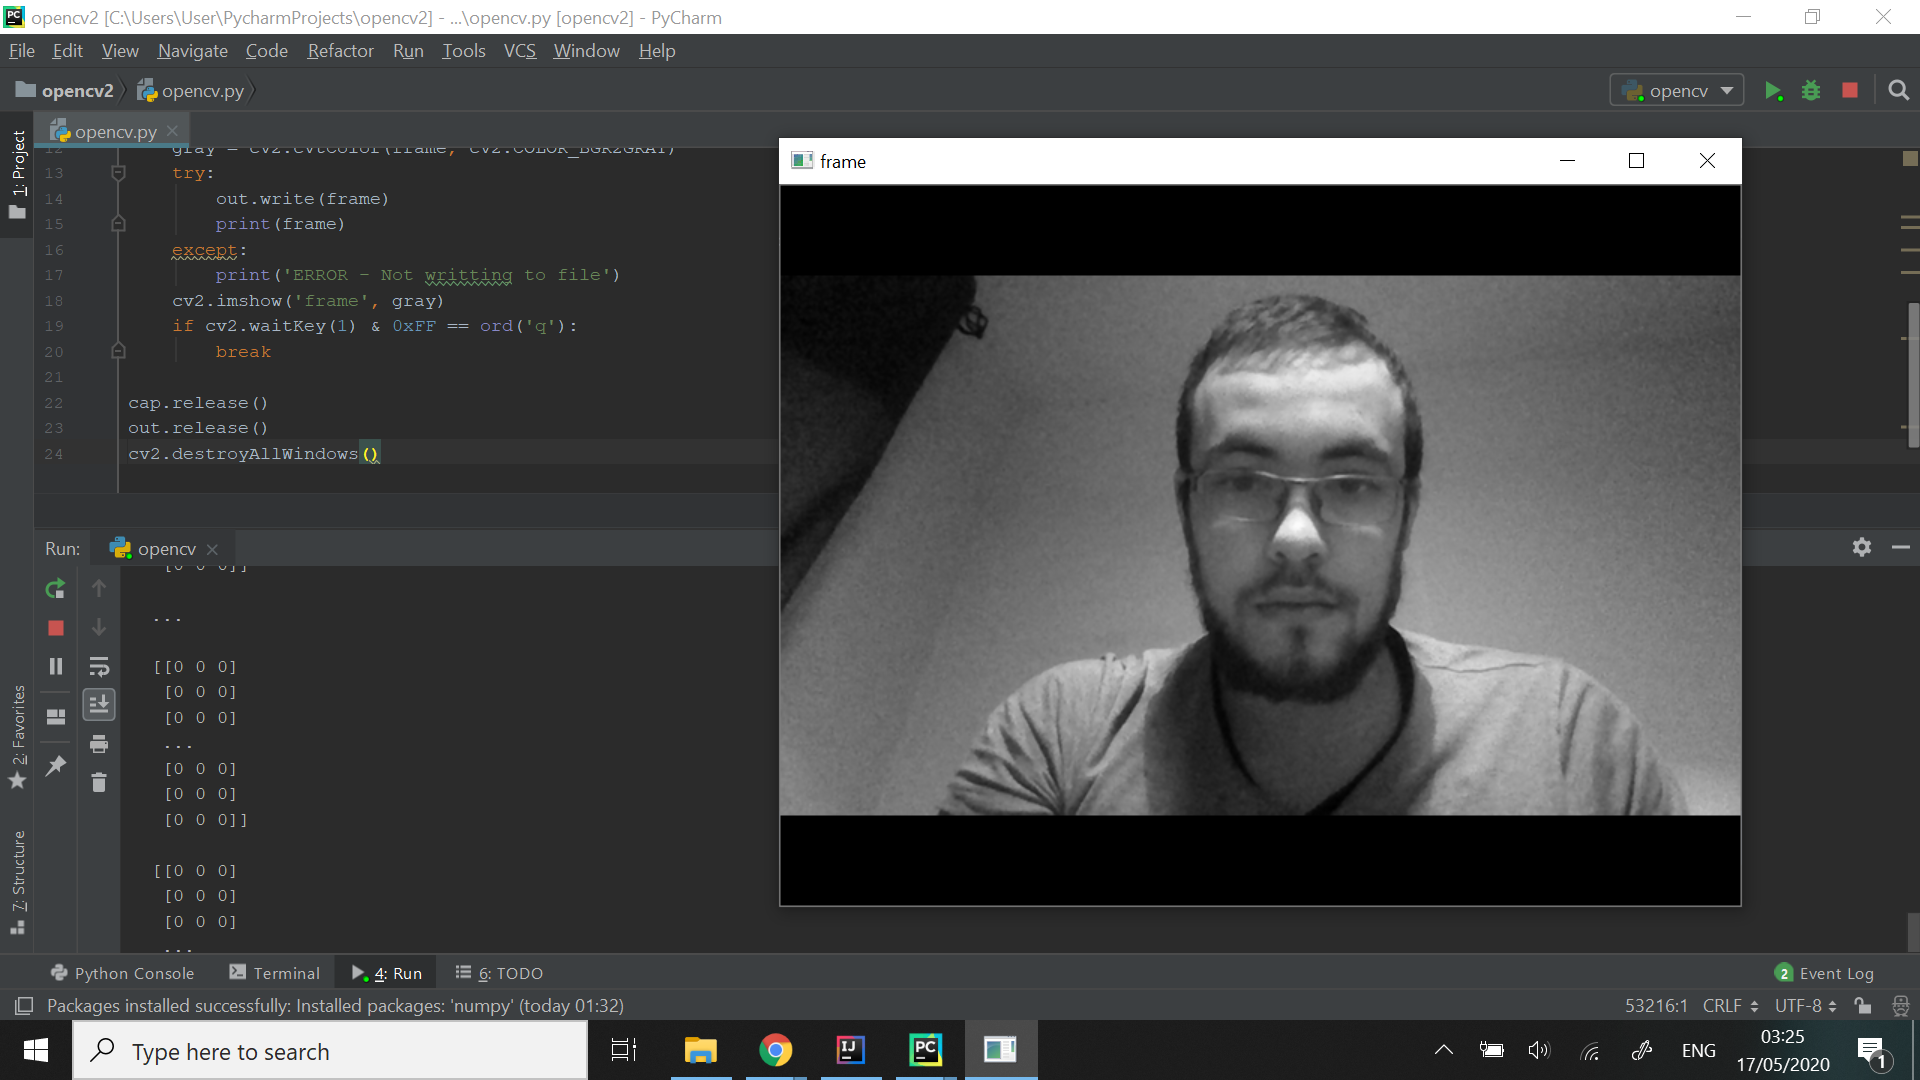 PC opencv2 [C:\Users\User\PycharmProjects\opencv2] - ...\opencv.py [opencv2] - PyCharm
File Edit View Navigate Code Refactor Run Tools VCS Window Help
opencv2 opencv.py opencv
1: Project
opencv.py
12 gray = cv2.cvtColor(frame, cv2.COLOR_BGR2GRAY)
13 try:
14 out.write(frame)
15 print(frame)
16 except:
17 print('ERROR - Not writting to file')
18 cv2.imshow('frame', gray)
19 if cv2.waitKey(1) & 0xFF == ord('q'):
20 break
21
22 cap.release()
23 out.release()
24 cv2.destroyAllWindows()
frame
Run: opencv
[0 0 0]]
...
[[0 0 0]
[0 0 0]
[0 0 0]
...
[0 0 0]
[0 0 0]
[0 0 0]]
[[0 0 0]
[0 0 0]
[0 0 0]
...
2: Favorites
7: Structure
Python Console Terminal 4: Run 6: TODO 2 Event Log
Packages installed successfully: Installed packages: 'numpy' (today 01:32) 53216:1 CRLF UTF-8
Type here to search IJ PC ENG 03:25
17/05/2020 1